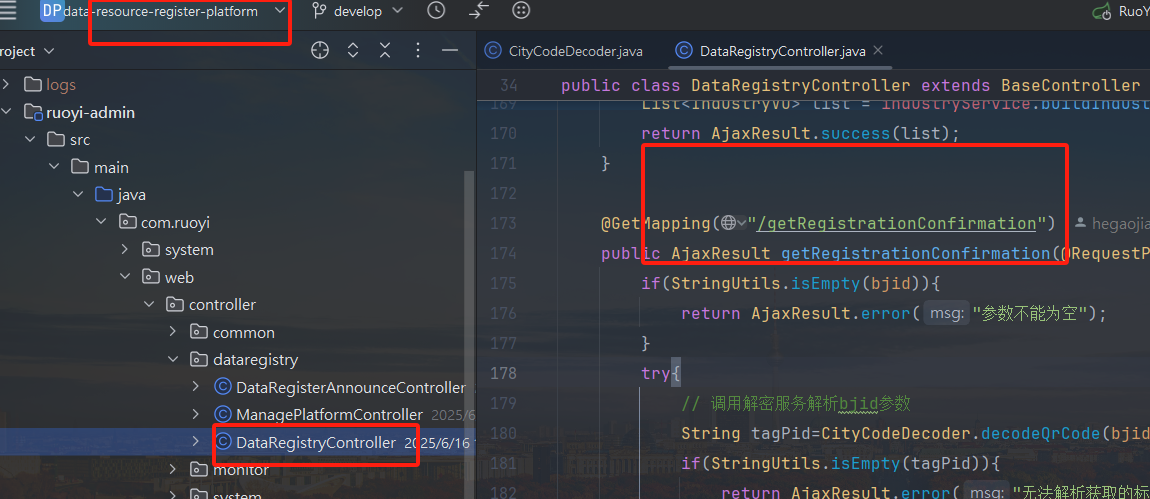 DP data-resource-register-platform develop RuoY
roject
CityCodeDecoder.java DataRegistryController.java
logs
ruoyi-admin
src
main
java
com.ruoyi
system
web
controller
common
dataregistry
DataRegisterAnnounceController
ManagePlatformController 2025/6
DataRegistryController 2025/6/16
monitor
system
34 public class DataRegistryController extends BaseController
169 List<IndustryVO> list = industryService.buildIndust
170 return AjaxResult.success(list);
171 }
172
173 @GetMapping("/getRegistrationConfirmation") hegaojia
174 public AjaxResult getRegistrationConfirmation(@RequestP
175 if(StringUtils.isEmpty(bjid)){
176 return AjaxResult.error( msg: "参数不能为空");
177 }
178 try{
179 // 调用解密服务解析bjid参数
180 String tagPid=CityCodeDecoder.decodeQrCode(bjid
181 if(StringUtils.isEmpty(tagPid)){
182 return AjaxResult.error( msg: "无法解析获取的标